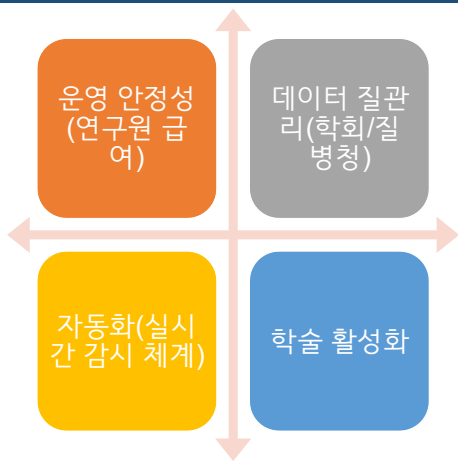 운영 안정성
(연구원 급
여)
데이터 질관
리(학회/질
병청)
자동화(실시
간 감시 체계)
학술 활성화